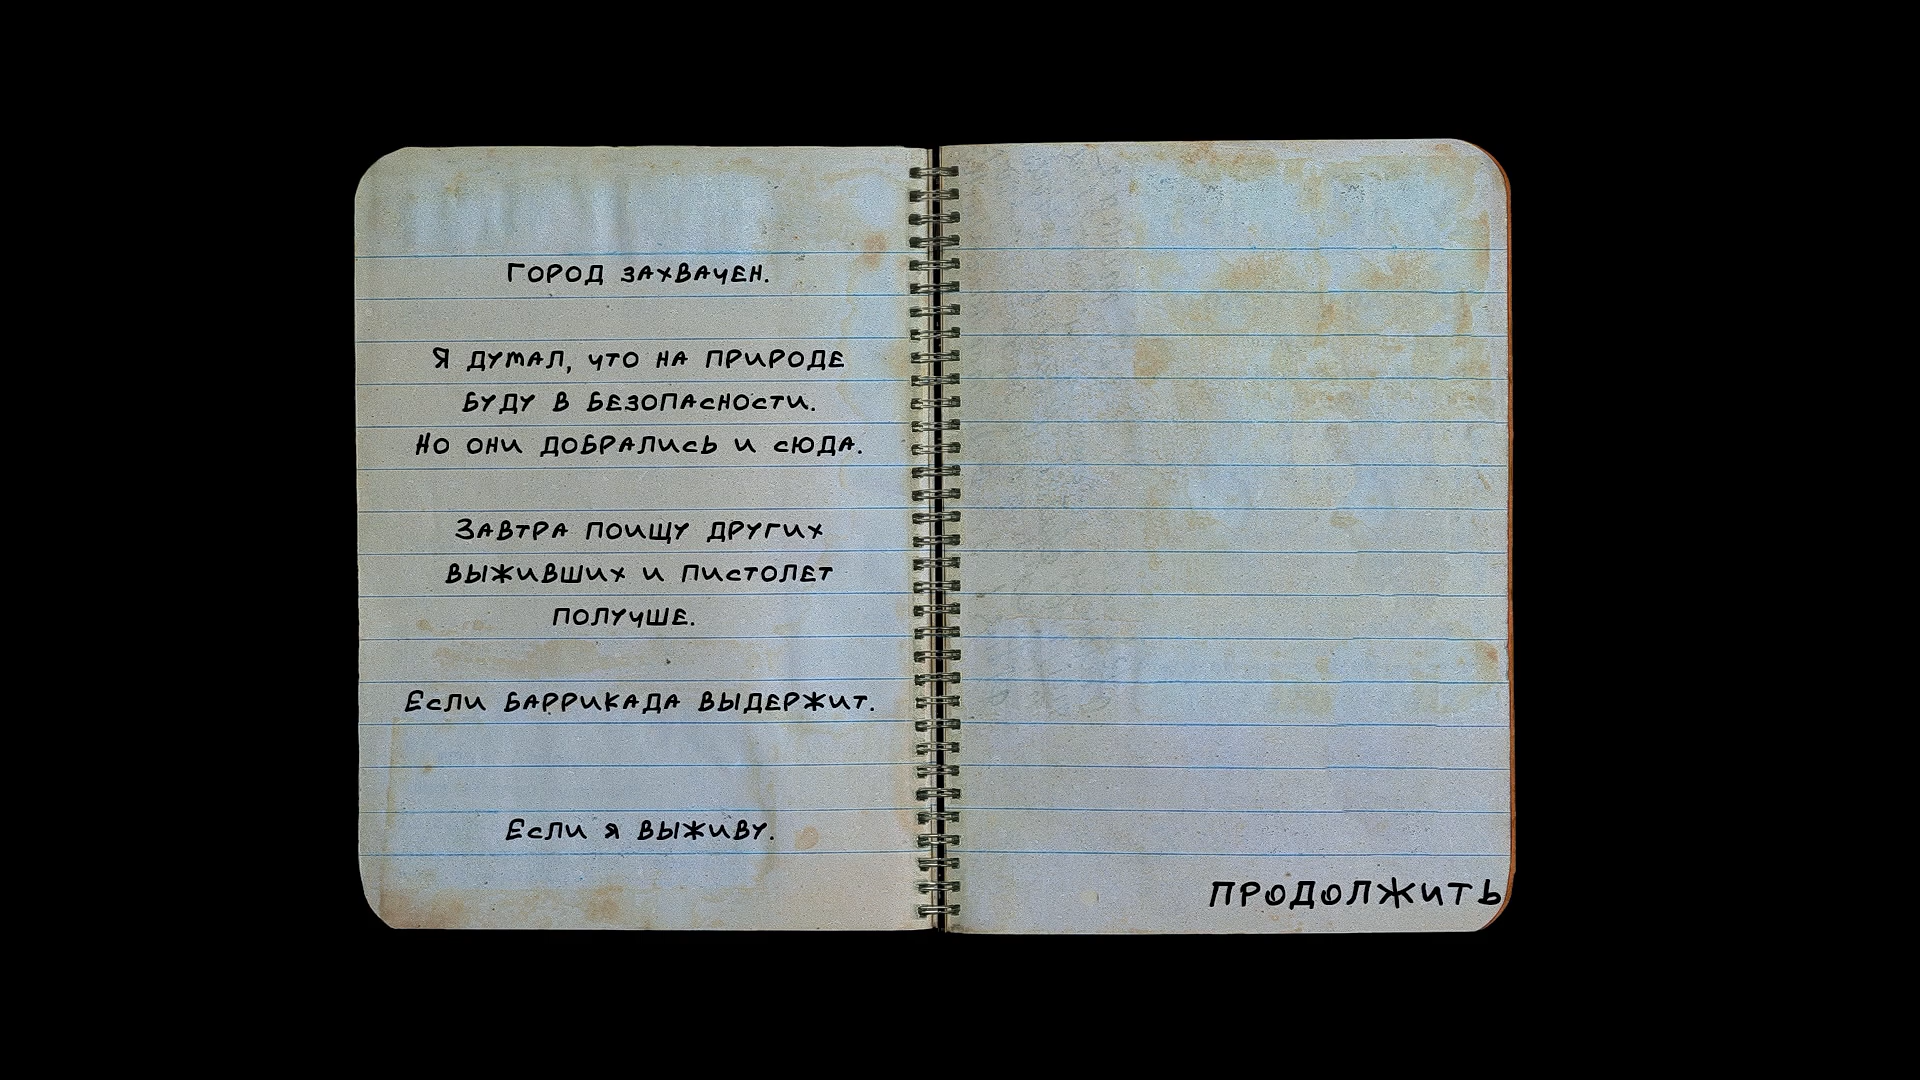 Город захвачен.
Я думал, что на природе
буду в безопасности.
Но они добрались и сюда.
Завтра поищу других
выживших и пистолет
получше.
Если баррикада выдержит.
Если я выживу.
ПРОДОЛЖИТЬ